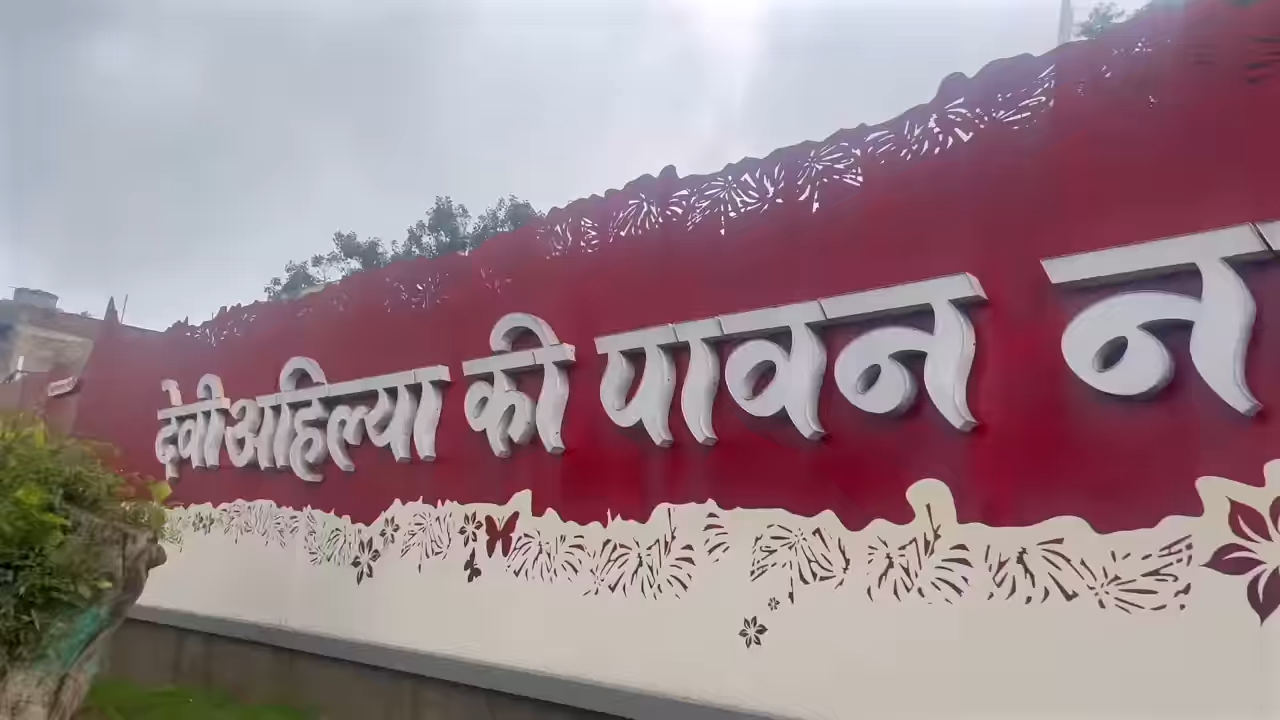 देवी अहिल्या की पावन न